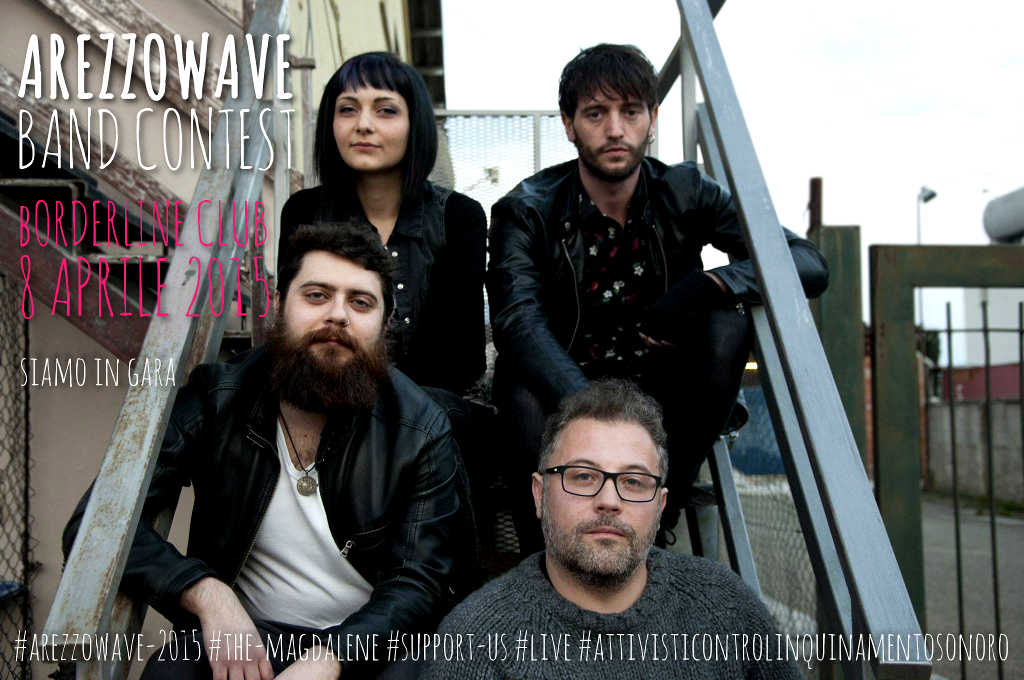 AREZZOWAVE
BAND CONTEST
BORDERLINE CLUB
8 APRILE 2015
SIAMO IN GARA
#AREZZOWAVE-2015 #THE-MAGDALENE #SUPPORT-US #LIVE #ATTIVISTICONTROLINQUINAMENTOSONORO